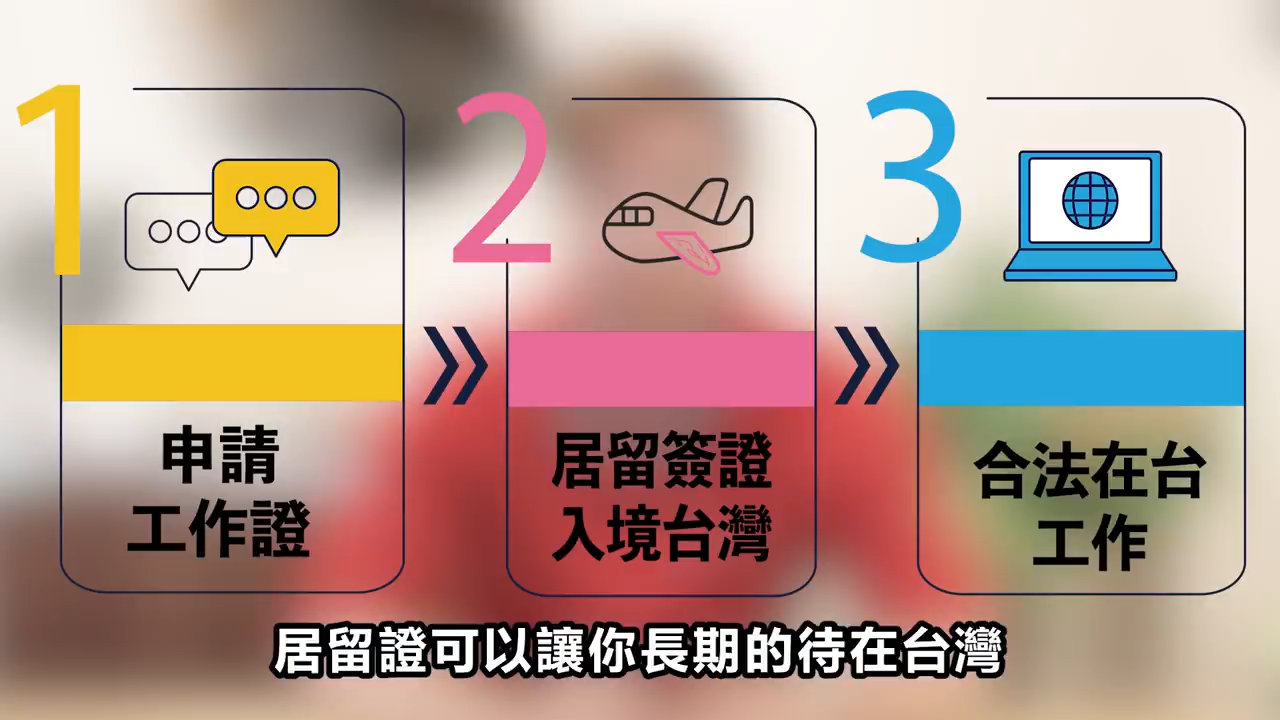 1
申請
工作證
2
居留簽證
入境台灣
3
合法在台
工作
居留證可以讓你長期的待在台灣